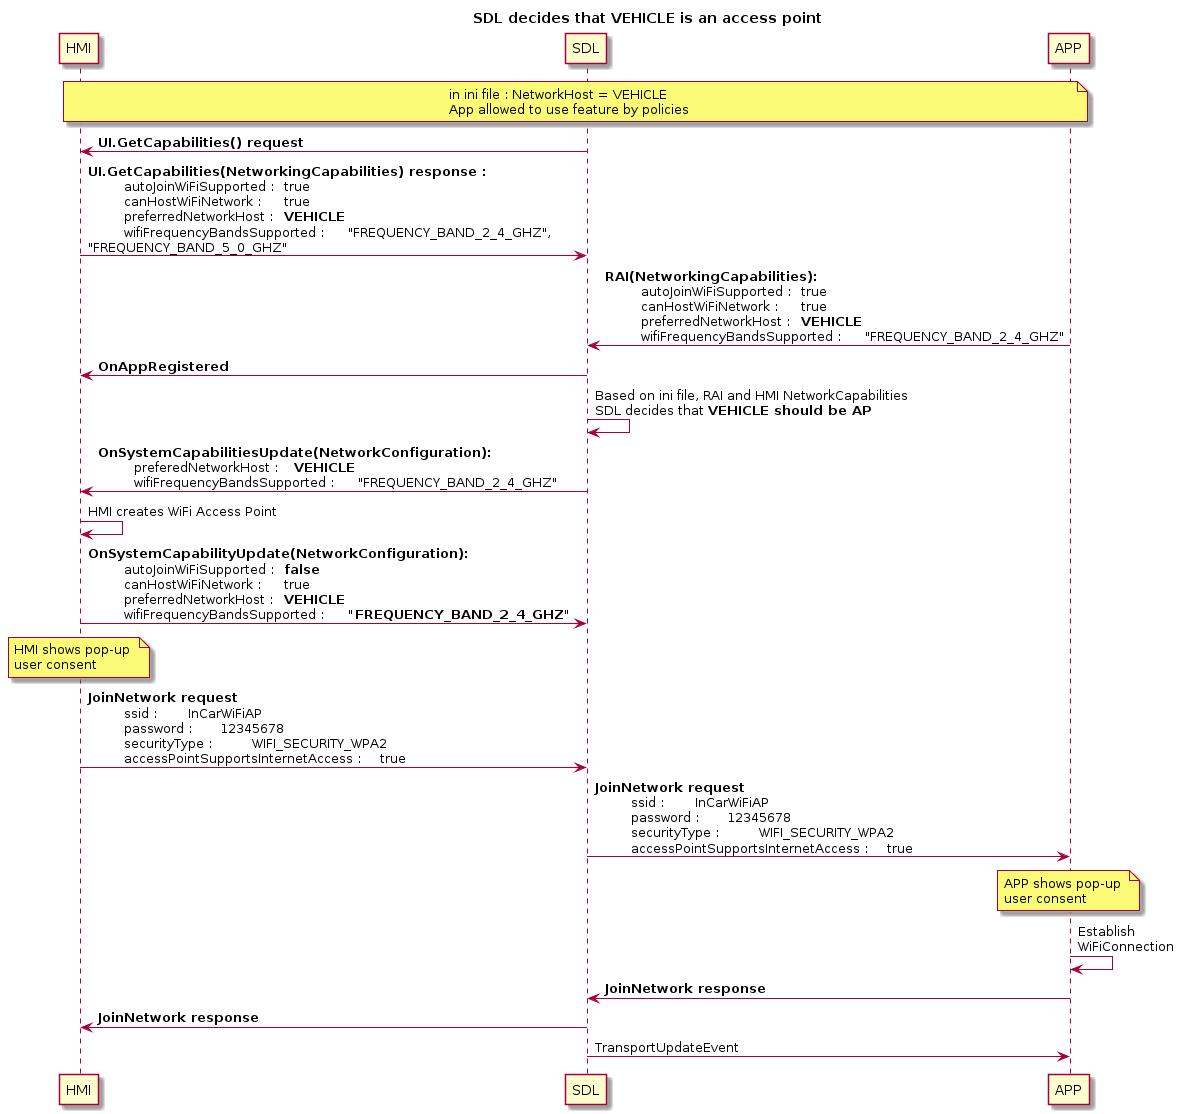 SDL decides that VEHICLE is an access point
HMI SDL APP
in ini file : NetworkHost = VEHICLE
App allowed to use feature by policies
UI.GetCapabilities() request
UI.GetCapabilities(NetworkingCapabilities) response :
autoJoinWiFiSupported : true
canHostWiFiNetwork : true
preferredNetworkHost : VEHICLE
wifiFrequencyBandsSupported : "FREQUENCY_BAND_2_4_GHZ",
"FREQUENCY_BAND_5_0_GHZ"
RAI(NetworkingCapabilities):
autoJoinWiFiSupported : true
canHostWiFiNetwork : true
preferredNetworkHost : VEHICLE
wifiFrequencyBandsSupported : "FREQUENCY_BAND_2_4_GHZ"
OnAppRegistered
Based on ini file, RAI and HMI NetworkCapabilities
SDL decides that VEHICLE should be AP
OnSystemCapabilitiesUpdate(NetworkConfiguration):
preferedNetworkHost : VEHICLE
wifiFrequencyBandsSupported : "FREQUENCY_BAND_2_4_GHZ"
HMI creates WiFi Access Point
OnSystemCapabilityUpdate(NetworkConfiguration):
autoJoinWiFiSupported : false
canHostWiFiNetwork : true
preferredNetworkHost : VEHICLE
wifiFrequencyBandsSupported : "FREQUENCY_BAND_2_4_GHZ"
HMI shows pop-up
user consent
JoinNetwork request
ssid : InCarWiFiAP
password : 12345678
securityType : WIFI_SECURITY_WPA2
accessPointSupportsInternetAccess : true
JoinNetwork request
ssid : InCarWiFiAP
password : 12345678
securityType : WIFI_SECURITY_WPA2
accessPointSupportsInternetAccess : true
APP shows pop-up
user consent
Establish
WiFiConnection
JoinNetwork response
JoinNetwork response
TransportUpdateEvent
HMI SDL APP